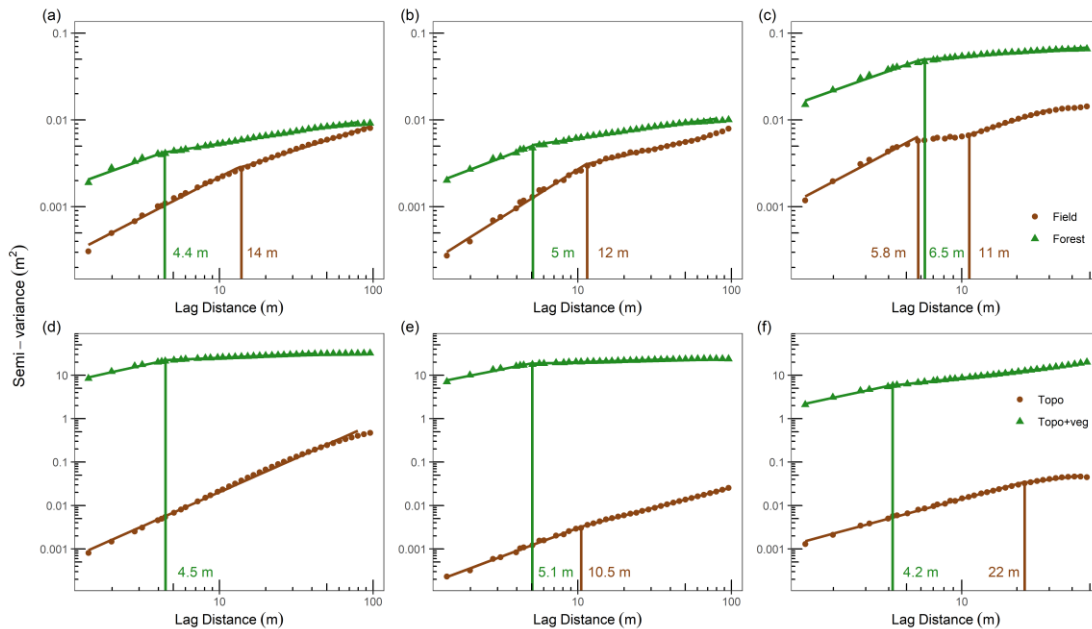 (a)
(b)
(c)
0.1
0.01
0.001
4.4 m
14 m
5 m
12 m
5.8 m
6.5 m
11 m
Field
Forest
10
100
10
100
10
Lag Distance (m)
Lag Distance (m)
Lag Distance (m)
0.1
0.01
0.001
0.1
0.01
0.001
Semi − variance (m²)
(d)
(e)
(f)
10
1
0.1
0.01
0.001
10
1
0.1
0.01
0.001
10
1
0.1
0.01
0.001
4.5 m
5.1 m
10.5 m
4.2 m
22 m
Topo
Topo+veg
10
100
10
100
10
Lag Distance (m)
Lag Distance (m)
Lag Distance (m)